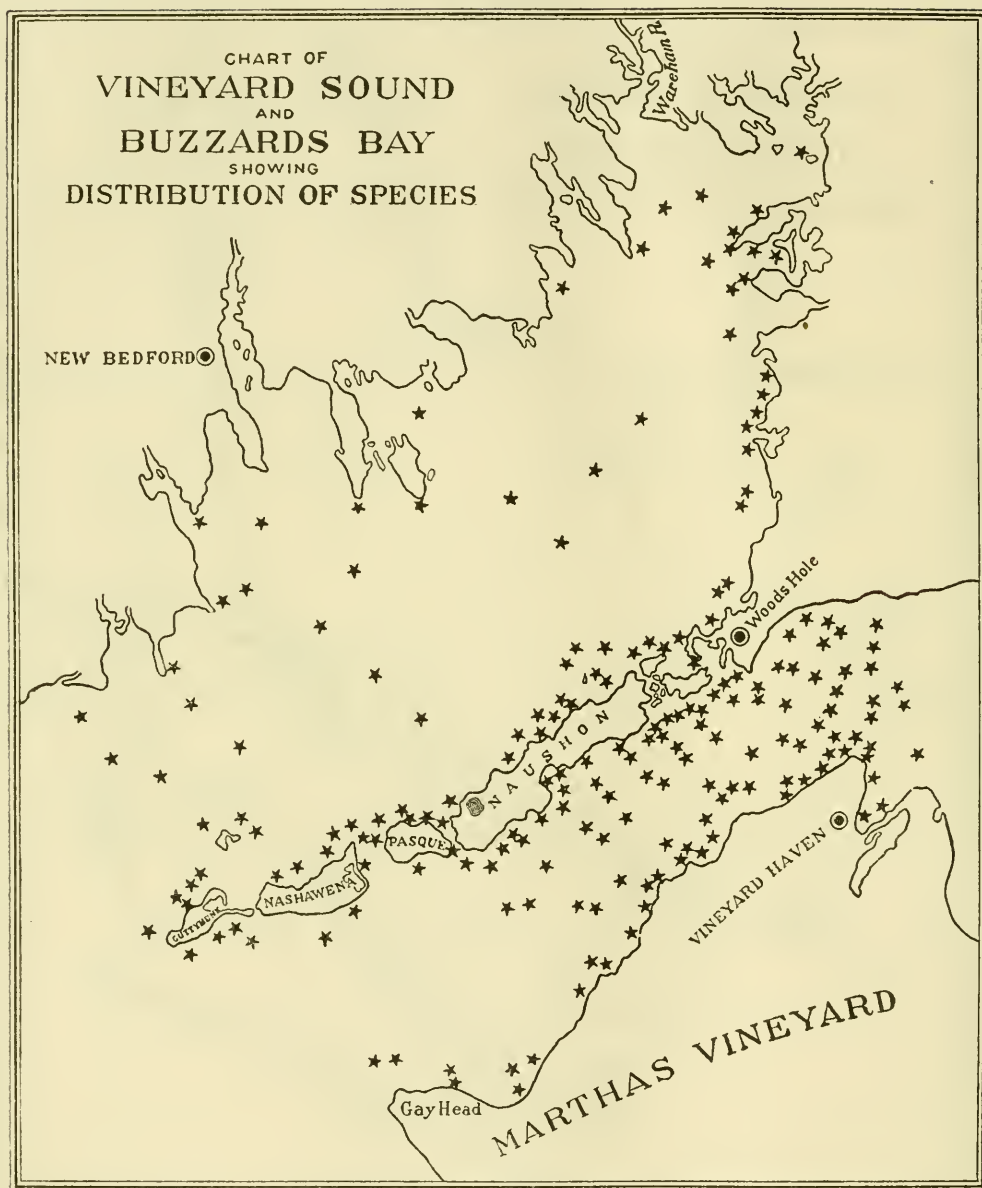 CHART OF
VINEYARD SOUND
AND
BUZZARDS BAY
SHOWING
DISTRIBUTION OF SPECIES
Wareham R.
NEW BEDFORD
Woods Hole
NAUSHON
PASQUE
NASHAWENA
CUTTYHUNK
VINEYARD HAVEN
MARTHAS VINEYARD
Gay Head